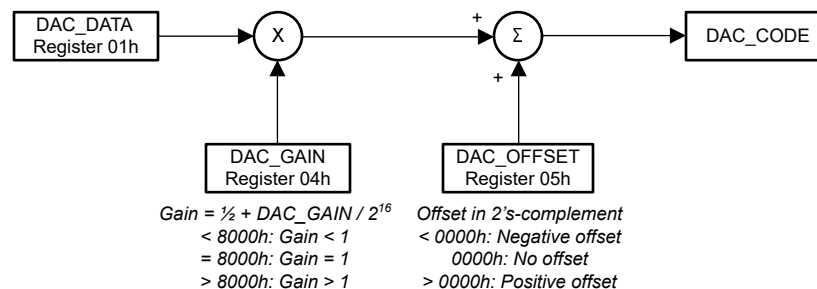 DAC_DATA
Register 01h
X
+
Σ
+
DAC_CODE
DAC_GAIN
Register 04h
DAC_OFFSET
Register 05h
Gain = ½ + DAC_GAIN / 2¹⁶
< 8000h: Gain < 1
= 8000h: Gain = 1
> 8000h: Gain > 1
Offset in 2's-complement
< 0000h: Negative offset
0000h: No offset
> 0000h: Positive offset